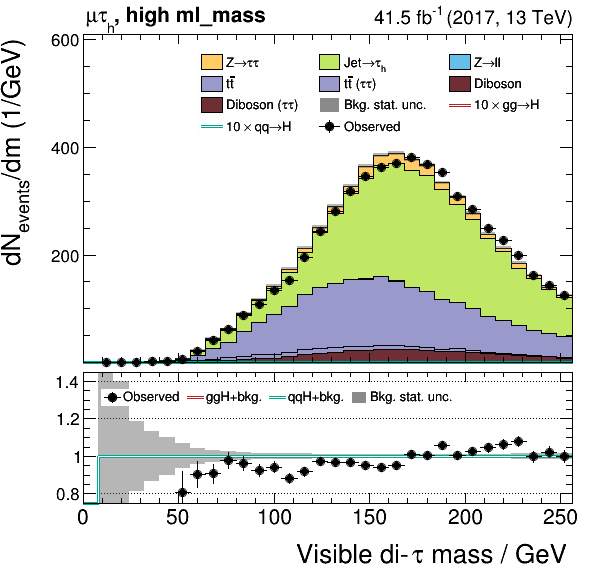 μτh, high ml_mass 41.5 fb⁻¹ (2017, 13 TeV)
dNevents/dm (1/GeV)
600
400
200
Z→ττ Jet→τh Z→ll
tt̄ tt̄ (ττ) Diboson
Diboson (ττ) Bkg. stat. unc. 10 × gg→H
10 × qq→H Observed
1.4
1.2
1
0.8
Observed ggH+bkg. qqH+bkg. Bkg. stat. unc.
0 50 100 150 200 250
Visible di-τ mass / GeV